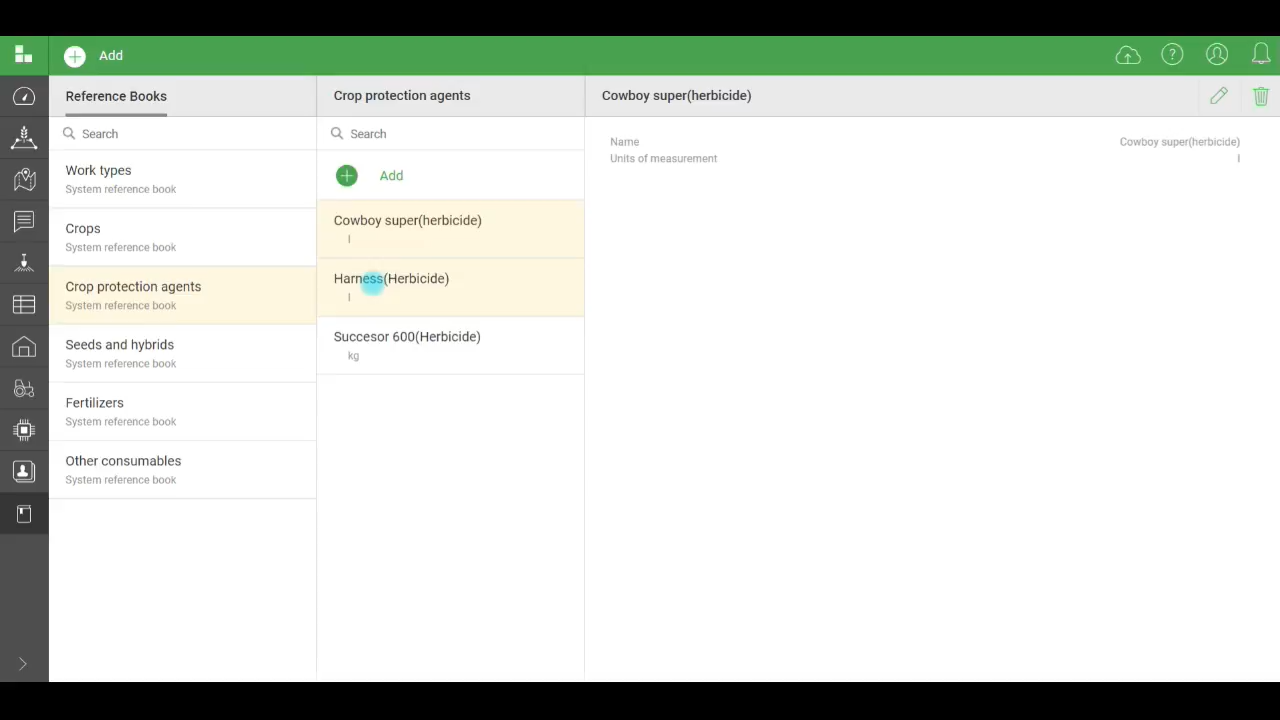 Add
Reference Books
Search
Work types
System reference book
Crops
System reference book
Crop protection agents
System reference book
Seeds and hybrids
System reference book
Fertilizers
System reference book
Other consumables
System reference book
Crop protection agents
Search
Add
Cowboy super(herbicide)
l
Harness(Herbicide)
l
Succesor 600(Herbicide)
kg
Cowboy super(herbicide)
Name Cowboy super(herbicide)
Units of measurement l